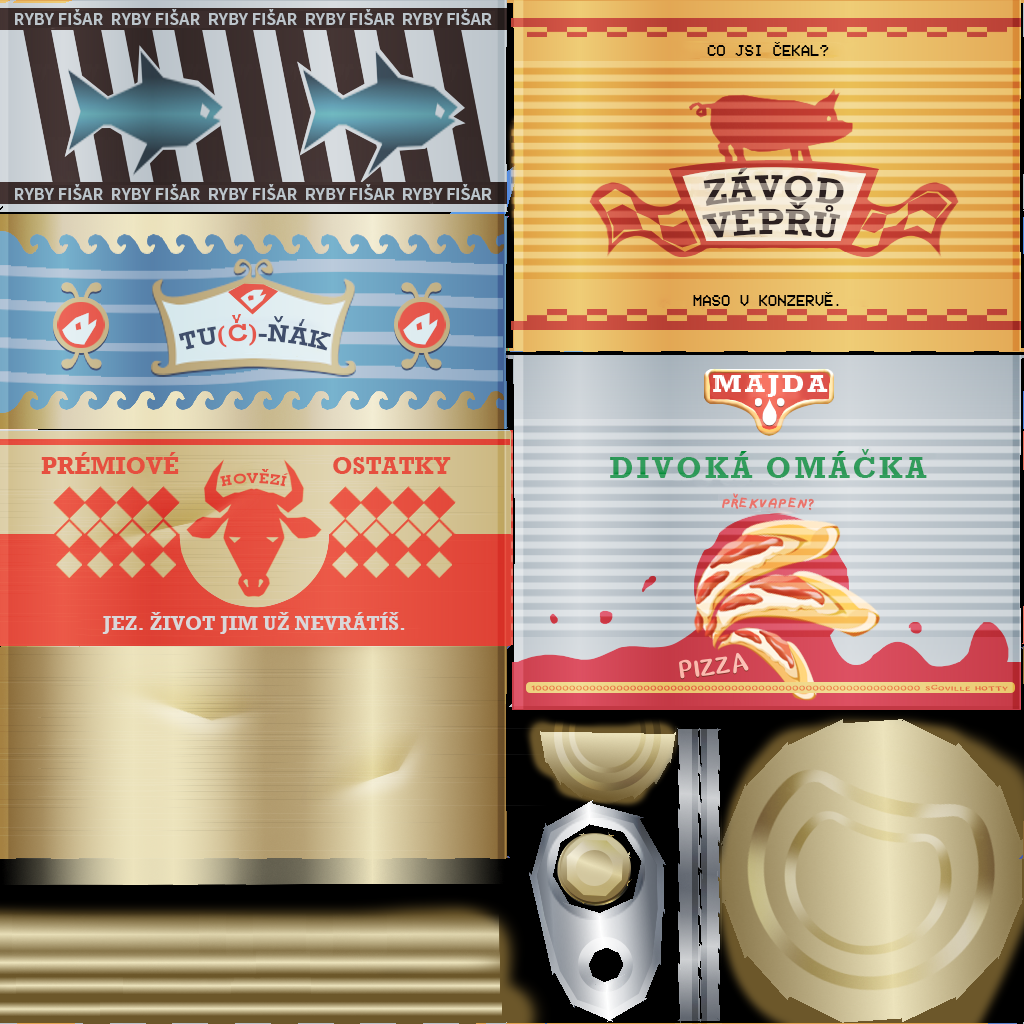 RYBY FIŠAR RYBY FIŠAR RYBY FIŠAR RYBY FIŠAR RYBY FIŠAR
RYBY FIŠAR RYBY FIŠAR RYBY FIŠAR RYBY FIŠAR RYBY FIŠAR
TU(Č)-ŇÁK
PRÉMIOVÉ
HOVĚZÍ
OSTATKY
JEZ. ŽIVOT JIM UŽ NEVRÁTÍŠ.
CO JSI ČEKAL?
ZÁVOD
VEPŘŮ
MASO V KONZERVĚ.
MAJDA
DIVOKÁ OMÁČKA
PŘEKVAPEN?
PIZZA
SCOVILLE HOTTY